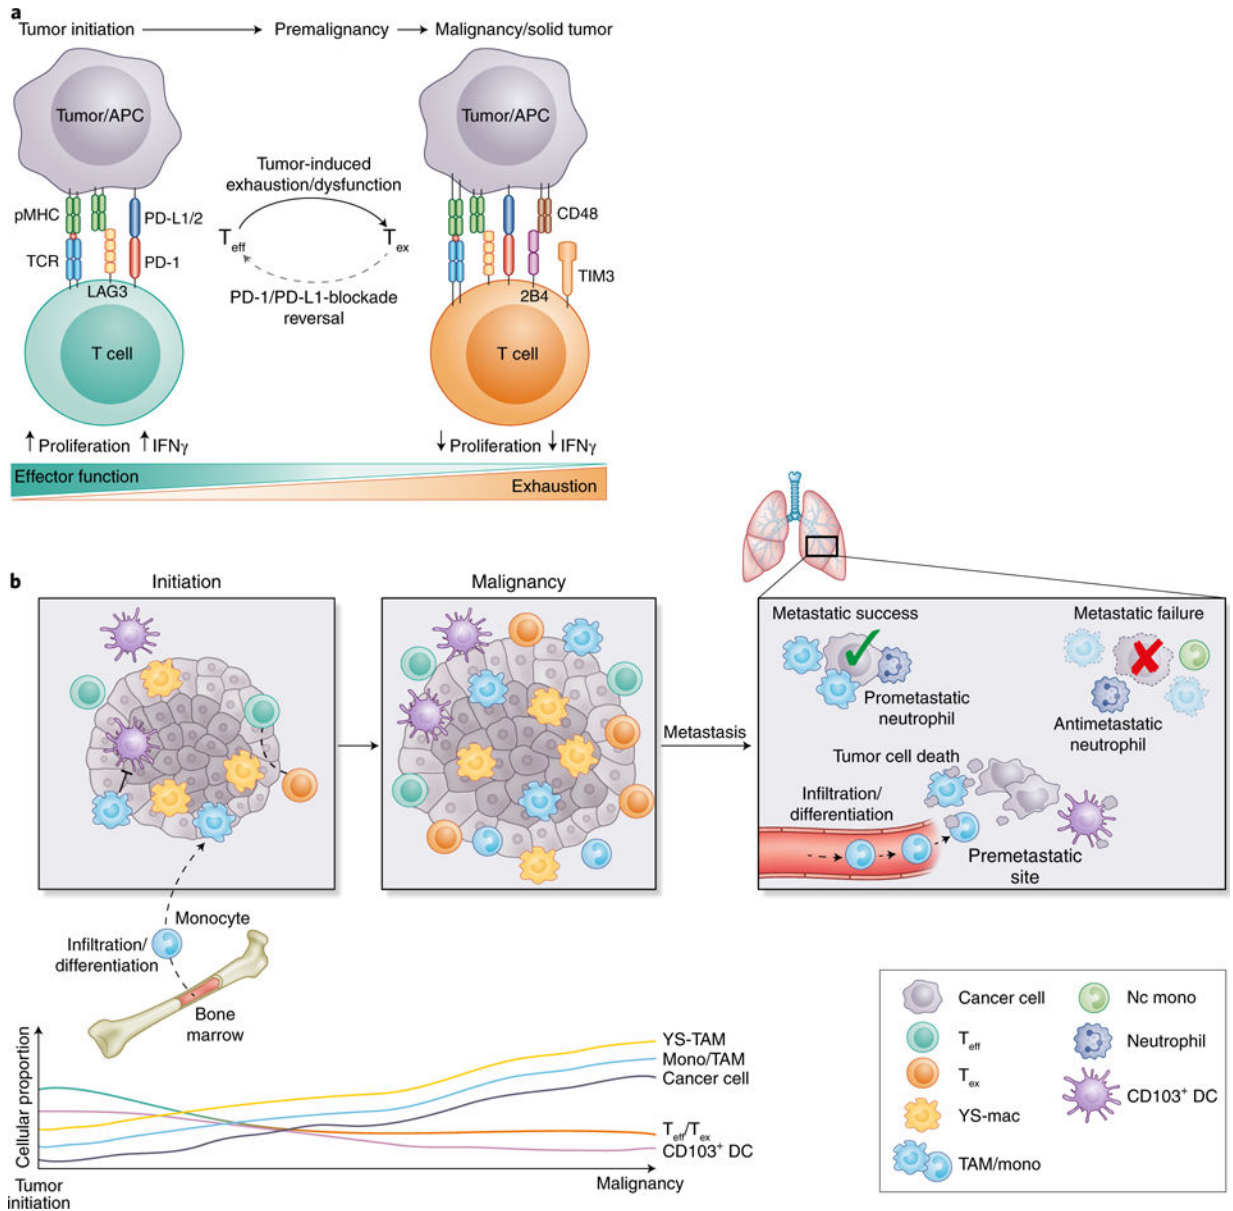 a
Tumor initiation
Premalignancy
Malignancy/solid tumor
Tumor/APC
Tumor/APC
Tumor-induced
exhaustion/dysfunction
pMHC
PD-L1/2
CD48
Teff
Tex
TCR
PD-1
TIM3
LAG3
PD-1/PD-L1-blockade
reversal
2B4
T cell
T cell
↑ Proliferation ↑ IFNγ
↓ Proliferation ↓ IFNγ
Effector function
Exhaustion
b
Initiation
Malignancy
Metastasis
Metastatic success
Metastatic failure
Prometastatic
neutrophil
Antimetastatic
neutrophil
Tumor cell death
Infiltration/
differentiation
Premetastatic
site
Monocyte
Infiltration/
differentiation
Bone
marrow
Cellular proportion
YS-TAM
Mono/TAM
Cancer cell
Teff/Tex
CD103+ DC
Tumor
initiation
Malignancy
Cancer cell
Nc mono
Teff
Neutrophil
Tex
CD103+ DC
YS-mac
TAM/mono